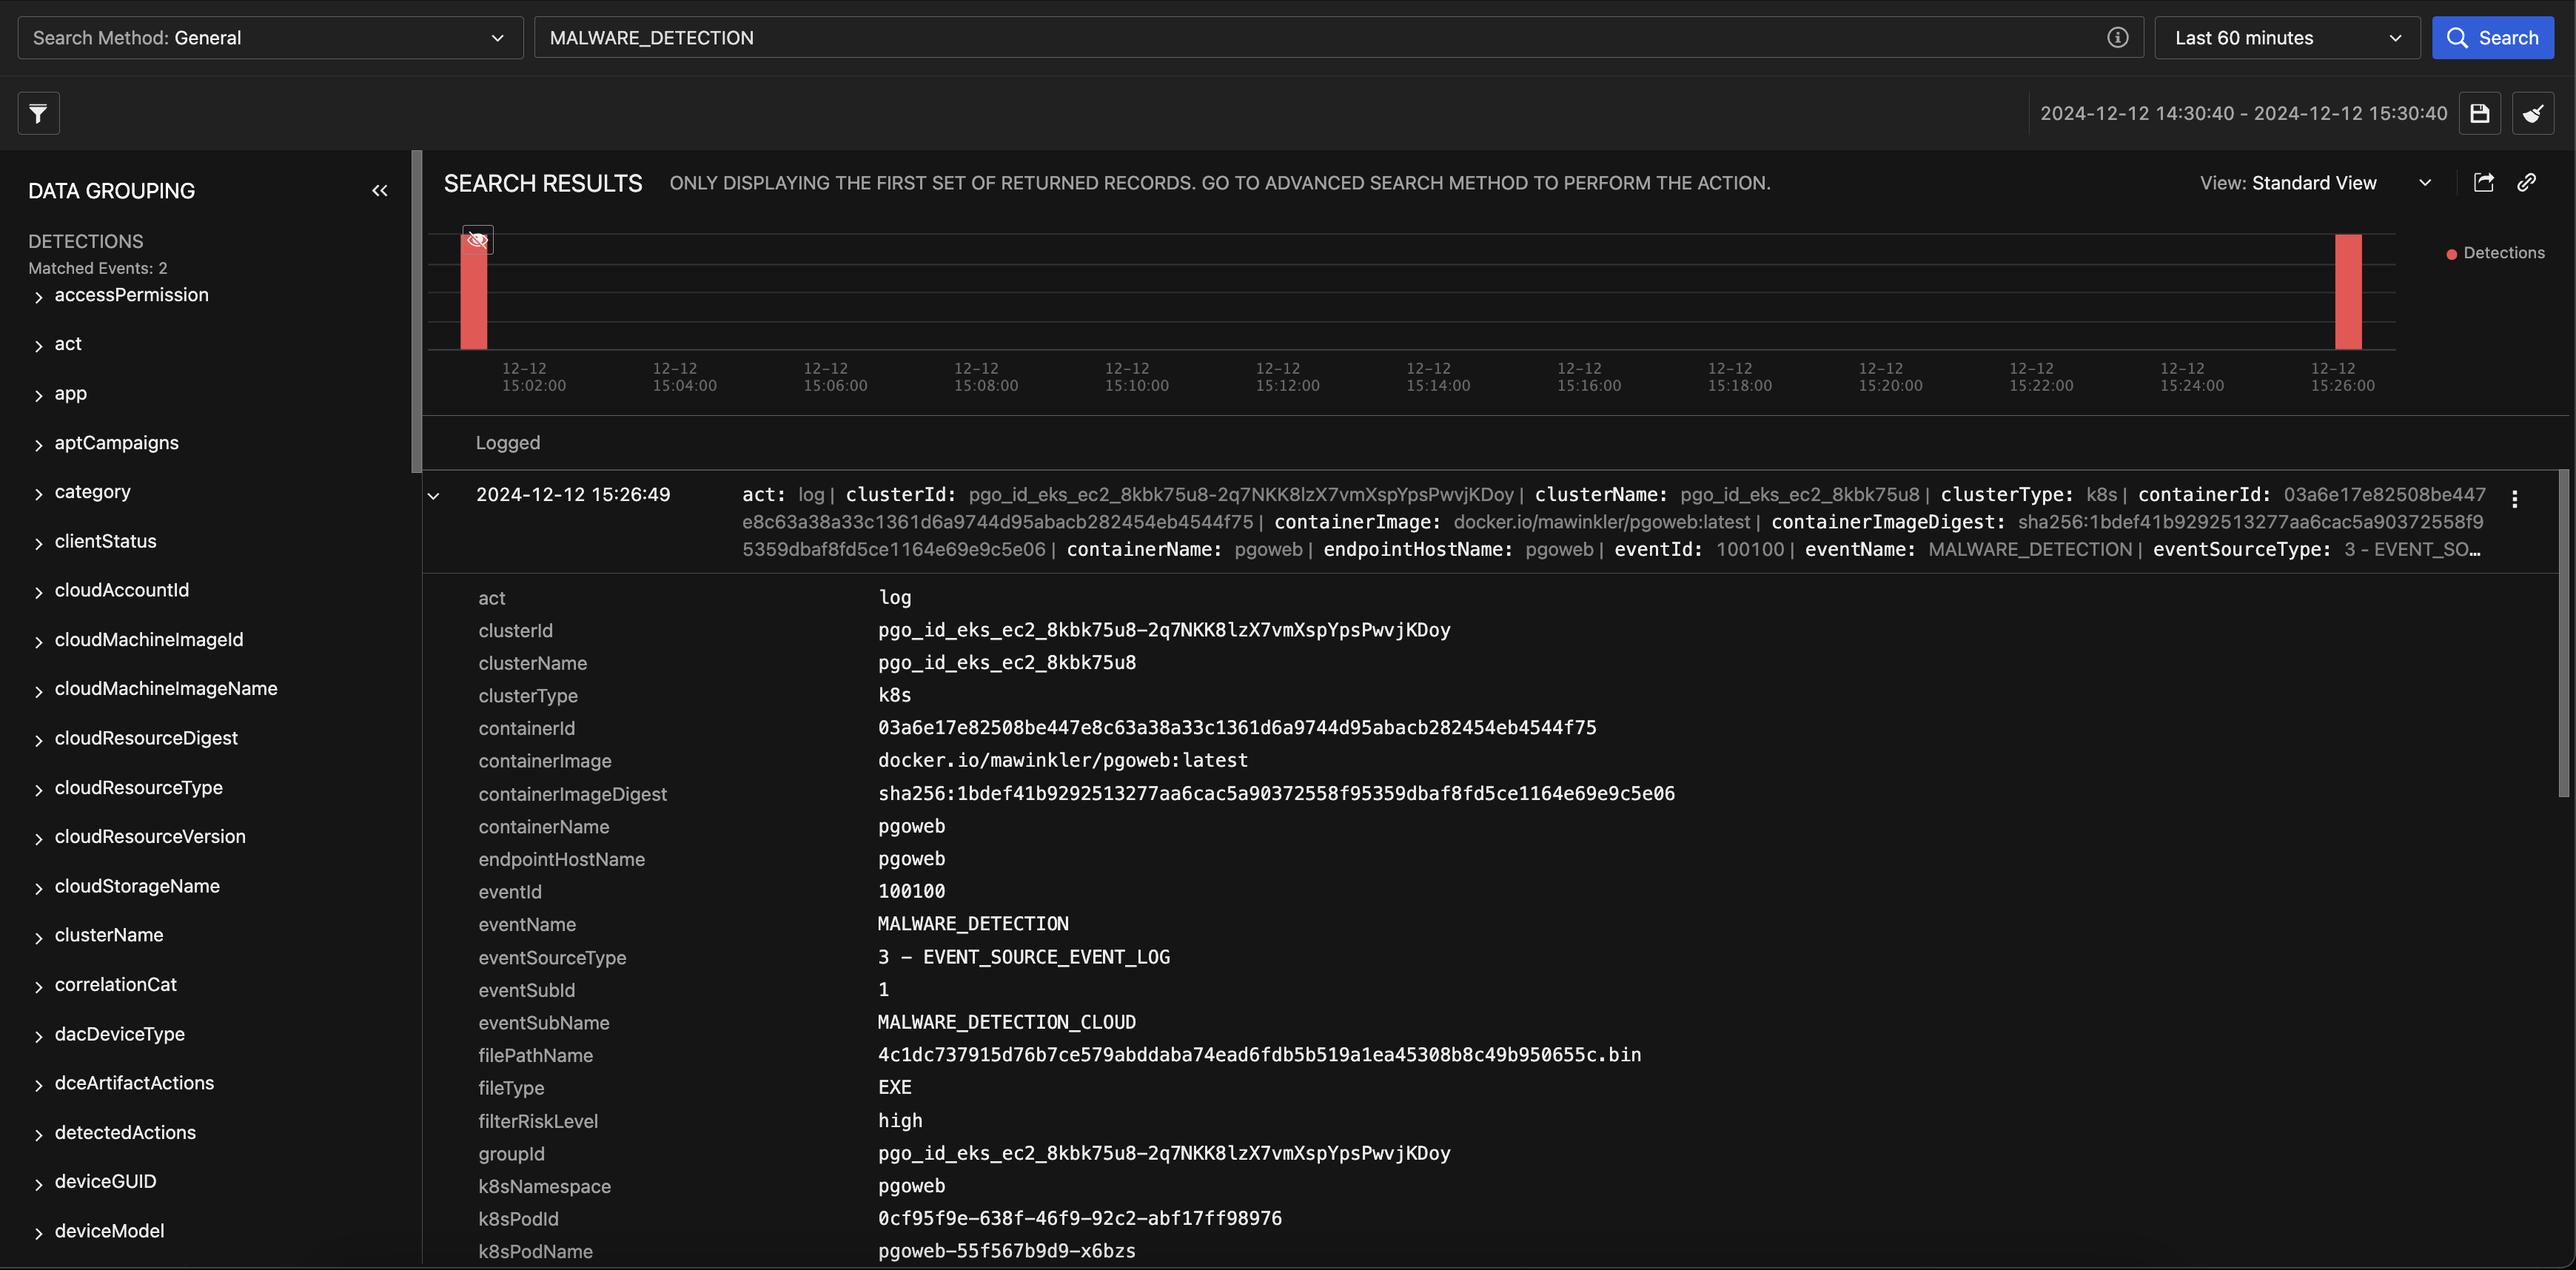 Search Method: General
MALWARE_DETECTION
Last 60 minutes
Search
2024-12-12 14:30:40 - 2024-12-12 15:30:40
DATA GROUPING
DETECTIONS
Matched Events: 2
accessPermission
act
app
aptCampaigns
category
clientStatus
cloudAccountId
cloudMachineImageId
cloudMachineImageName
cloudResourceDigest
cloudResourceType
cloudResourceVersion
cloudStorageName
clusterName
correlationCat
dacDeviceType
dceArtifactActions
detectedActions
deviceGUID
deviceModel
SEARCH RESULTS ONLY DISPLAYING THE FIRST SET OF RETURNED RECORDS. GO TO ADVANCED SEARCH METHOD TO PERFORM THE ACTION.
View: Standard View
Detections
12-12 12-12 12-12 12-12 12-12 12-12 12-12 12-12 12-12 12-12 12-12 12-12 12-12
15:02:00 15:04:00 15:06:00 15:08:00 15:10:00 15:12:00 15:14:00 15:16:00 15:18:00 15:20:00 15:22:00 15:24:00 15:26:00
Logged
2024-12-12 15:26:49 act: log | clusterId: pgo_id_eks_ec2_8kbk75u8-2q7NKK8lzX7vmXspYpsPwvjKDoy | clusterName: pgo_id_eks_ec2_8kbk75u8 | clusterType: k8s | containerId: 03a6e17e82508be447
e8c63a38a33c1361d6a9744d95abacb282454eb4544f75 | containerImage: docker.io/mawinkler/pgoweb:latest | containerImageDigest: sha256:1bdef41b9292513277aa6cac5a90372558f9
5359dbaf8fd5ce1164e69e9c5e06 | containerName: pgoweb | endpointHostName: pgoweb | eventId: 100100 | eventName: MALWARE_DETECTION | eventSourceType: 3 - EVENT_SO...
act log
clusterId pgo_id_eks_ec2_8kbk75u8-2q7NKK8lzX7vmXspYpsPwvjKDoy
clusterName pgo_id_eks_ec2_8kbk75u8
clusterType k8s
containerId 03a6e17e82508be447e8c63a38a33c1361d6a9744d95abacb282454eb4544f75
containerImage docker.io/mawinkler/pgoweb:latest
containerImageDigest sha256:1bdef41b9292513277aa6cac5a90372558f95359dbaf8fd5ce1164e69e9c5e06
containerName pgoweb
endpointHostName pgoweb
eventId 100100
eventName MALWARE_DETECTION
eventSourceType 3 - EVENT_SOURCE_EVENT_LOG
eventSubId 1
eventSubName MALWARE_DETECTION_CLOUD
filePathName 4c1dc737915d76b7ce579abddaba74ead6fdb5b519a1ea45308b8c49b950655c.bin
fileType EXE
filterRiskLevel high
groupId pgo_id_eks_ec2_8kbk75u8-2q7NKK8lzX7vmXspYpsPwvjKDoy
k8sNamespace pgoweb
k8sPodId 0cf95f9e-638f-46f9-92c2-abf17ff98976
k8sPodName pgoweb-55f567b9d9-x6bzs